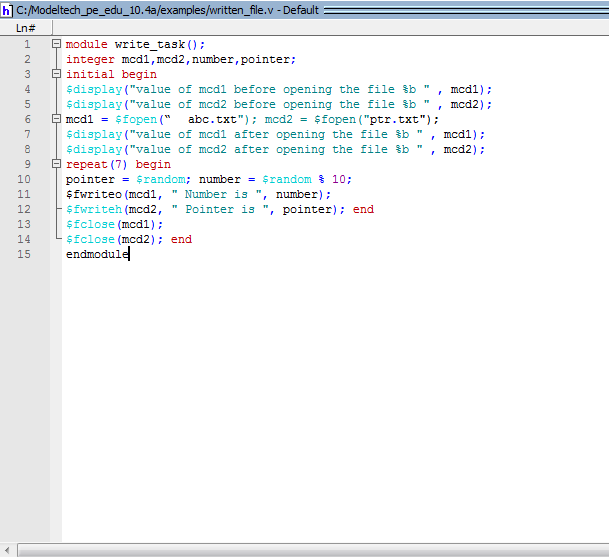 C:/Modeltech_pe_edu_10.4a/examples/written_file.v - Default
Ln#
1 module write_task();
2 integer mcd1,mcd2,number,pointer;
3 initial begin
4 $display("value of mcd1 before opening the file %b " , mcd1);
5 $display("value of mcd2 before opening the file %b " , mcd2);
6 mcd1 = $fopen(“  abc.txt"); mcd2 = $fopen("ptr.txt");
7 $display("value of mcd1 after opening the file %b " , mcd1);
8 $display("value of mcd2 after opening the file %b " , mcd2);
9 repeat(7) begin
10 pointer = $random; number = $random % 10;
11 $fwriteo(mcd1, " Number is ", number);
12 $fwriteh(mcd2, " Pointer is ", pointer); end
13 $fclose(mcd1);
14 $fclose(mcd2); end
15 endmodule